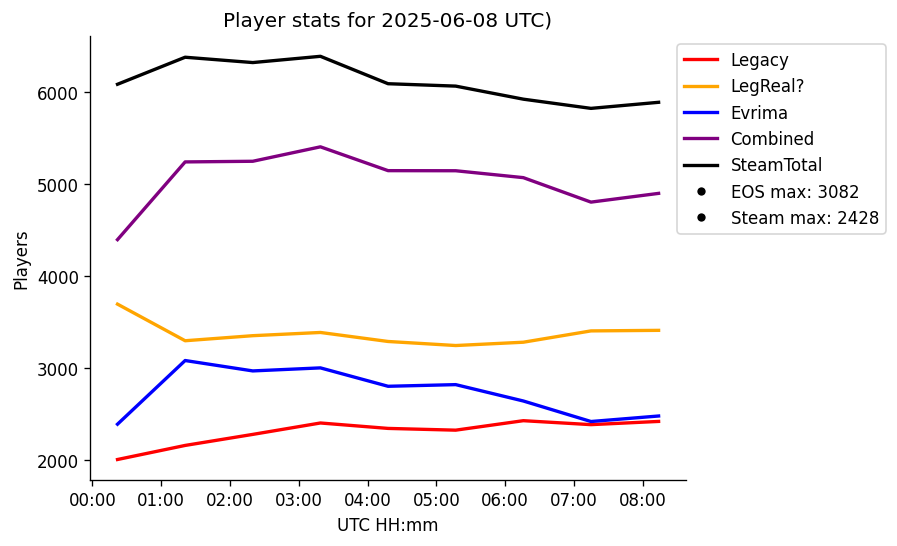 Player stats for 2025-06-08 UTC)
Legacy
LegReal?
Evrima
Combined
SteamTotal
EOS max: 3082
Steam max: 2428
Players
6000
5000
4000
3000
2000
00:00 01:00 02:00 03:00 04:00 05:00 06:00 07:00 08:00
UTC HH:mm